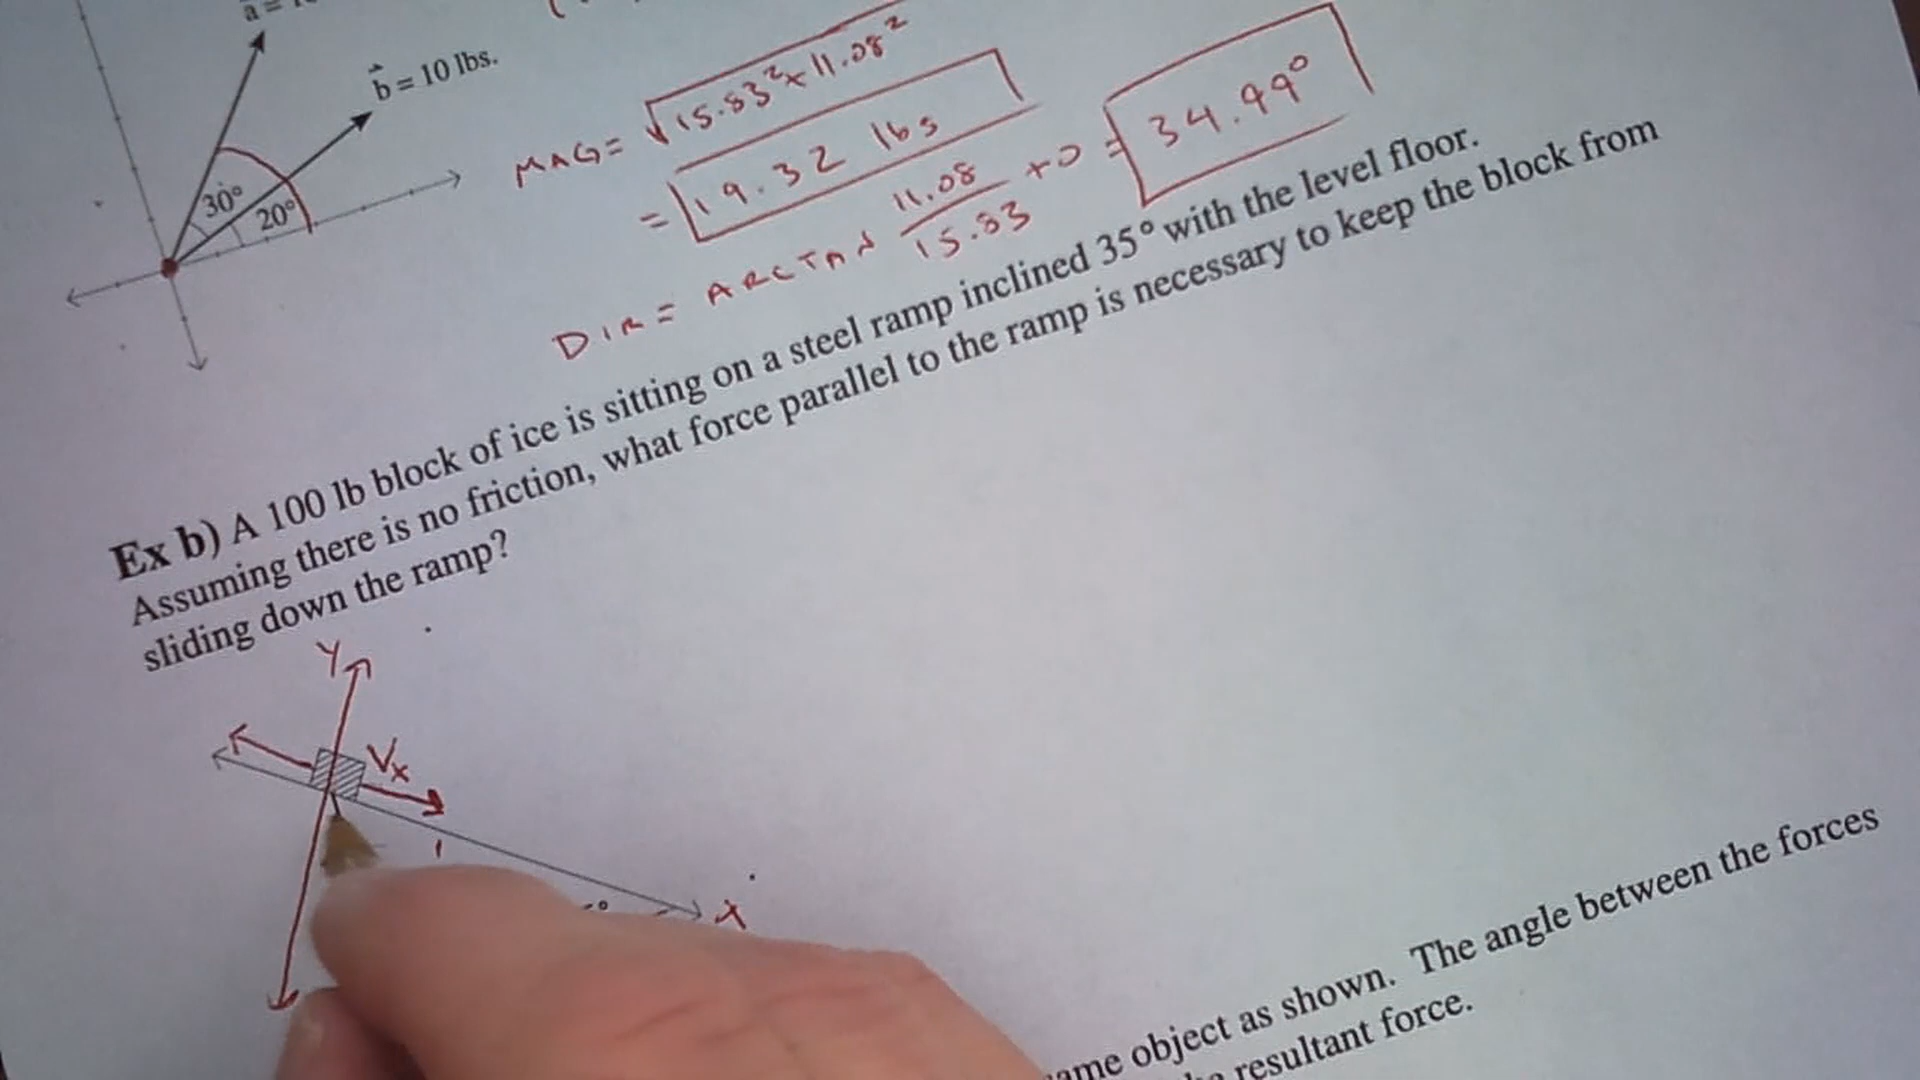 b = 10 lbs.
30°
20°
MAG = √15.83² x 11.08²
= 19.32 lbs
DIR = ARCTAN 11.08 / 15.83 + 0 = 34.99°
Ex b) A 100 lb block of ice is sitting on a steel ramp inclined 35° with the level floor.
Assuming there is no friction, what force parallel to the ramp is necessary to keep the block from
sliding down the ramp?
Y
Vx
X
object as shown. The angle between the forces
resultant force.